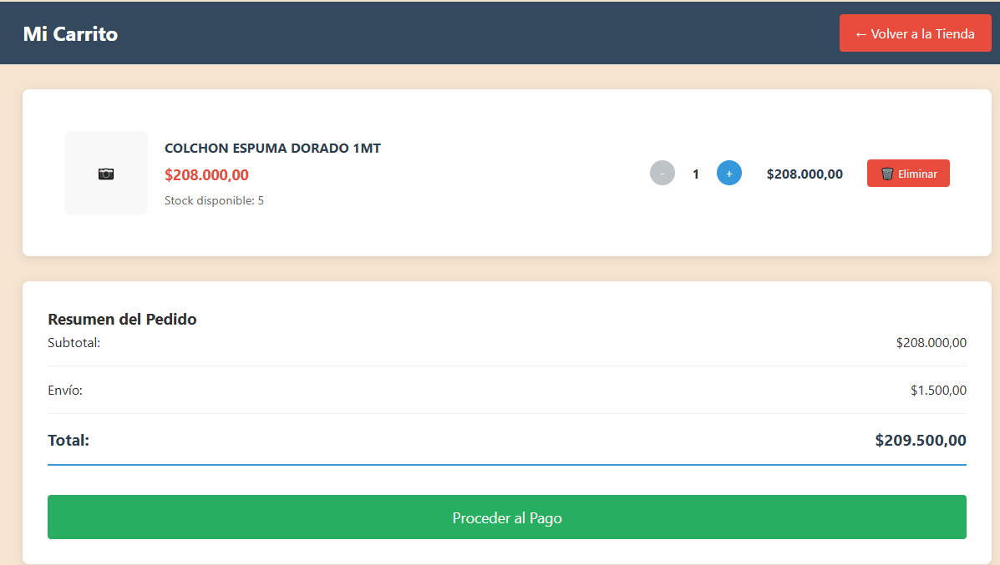 Mi Carrito
← Volver a la Tienda
COLCHON ESPUMA DORADO 1MT
$208.000,00
Stock disponible: 5
- 1 + $208.000,00 Eliminar
Resumen del Pedido
Subtotal: $208.000,00
Envío: $1.500,00
Total: $209.500,00
Proceder al Pago